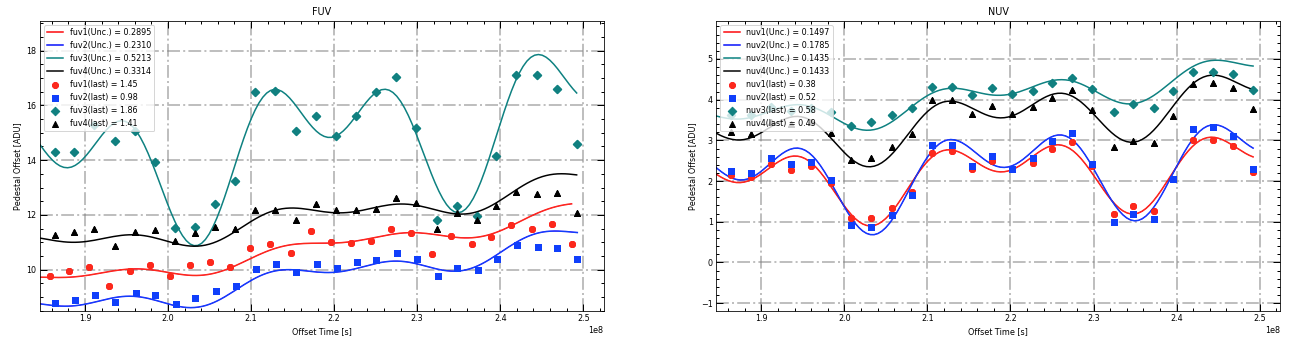 FUV
fuv1(Unc.) = 0.2895
fuv2(Unc.) = 0.2310
fuv3(Unc.) = 0.5213
fuv4(Unc.) = 0.3314
fuv1(last) = 1.45
fuv2(last) = 0.98
fuv3(last) = 1.86
fuv4(last) = 1.41
Pedestal Offset [ADU]
18
16
14
12
10
1.9 2.0 2.1 2.2 2.3 2.4 2.5
1e8
Offset Time [s]
NUV
nuv1(Unc.) = 0.1497
nuv2(Unc.) = 0.1785
nuv3(Unc.) = 0.1435
nuv4(Unc.) = 0.1433
nuv1(last) = 0.38
nuv2(last) = 0.52
nuv3(last) = 0.58
nuv4(last) = 0.49
Pedestal Offset [ADU]
5
4
3
2
1
0
−1
1.9 2.0 2.1 2.2 2.3 2.4 2.5
1e8
Offset Time [s]